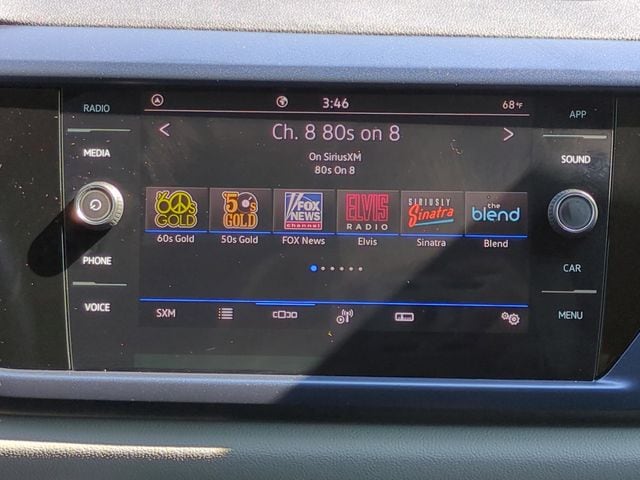 RADIO
MEDIA
PHONE
VOICE
3:46
68°F
Ch. 8 80s on 8
On SiriusXM
80s On 8
60s GOLD
50s GOLD
FOX NEWS channel
ELVIS RADIO
SIRIUSLY Sinatra
the blend
60s Gold
50s Gold
FOX News
Elvis
Sinatra
Blend
SXM
APP
SOUND
CAR
MENU